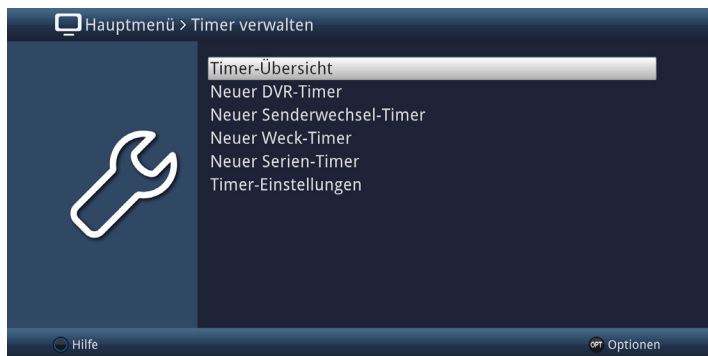 Hauptmenü > Timer verwalten
Timer-Übersicht
Neuer DVR-Timer
Neuer Senderwechsel-Timer
Neuer Weck-Timer
Neuer Serien-Timer
Timer-Einstellungen
Hilfe
OPT Optionen